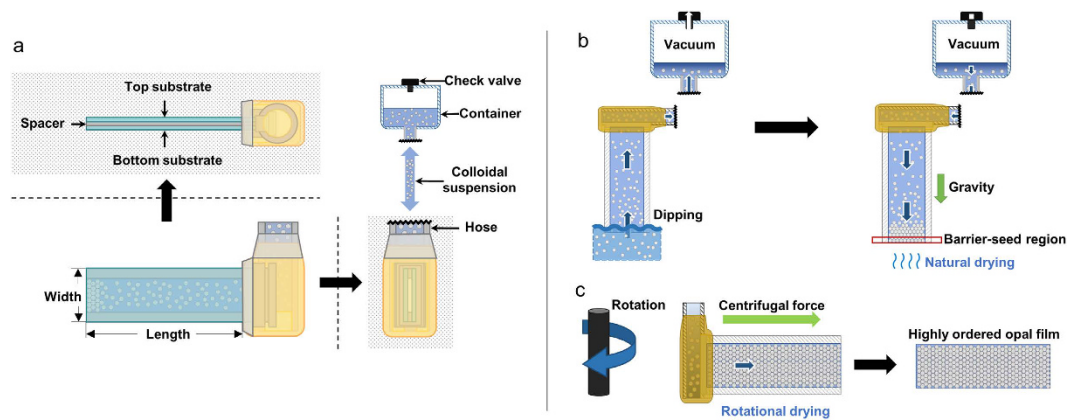 a
Top substrate
Spacer
Bottom substrate
Check valve
Container
Colloidal
suspension
Hose
Width
Length
b
Vacuum
Vacuum
Dipping
Gravity
Barrier-seed region
Natural drying
c
Rotation
Centrifugal force
Rotational drying
Highly ordered opal film